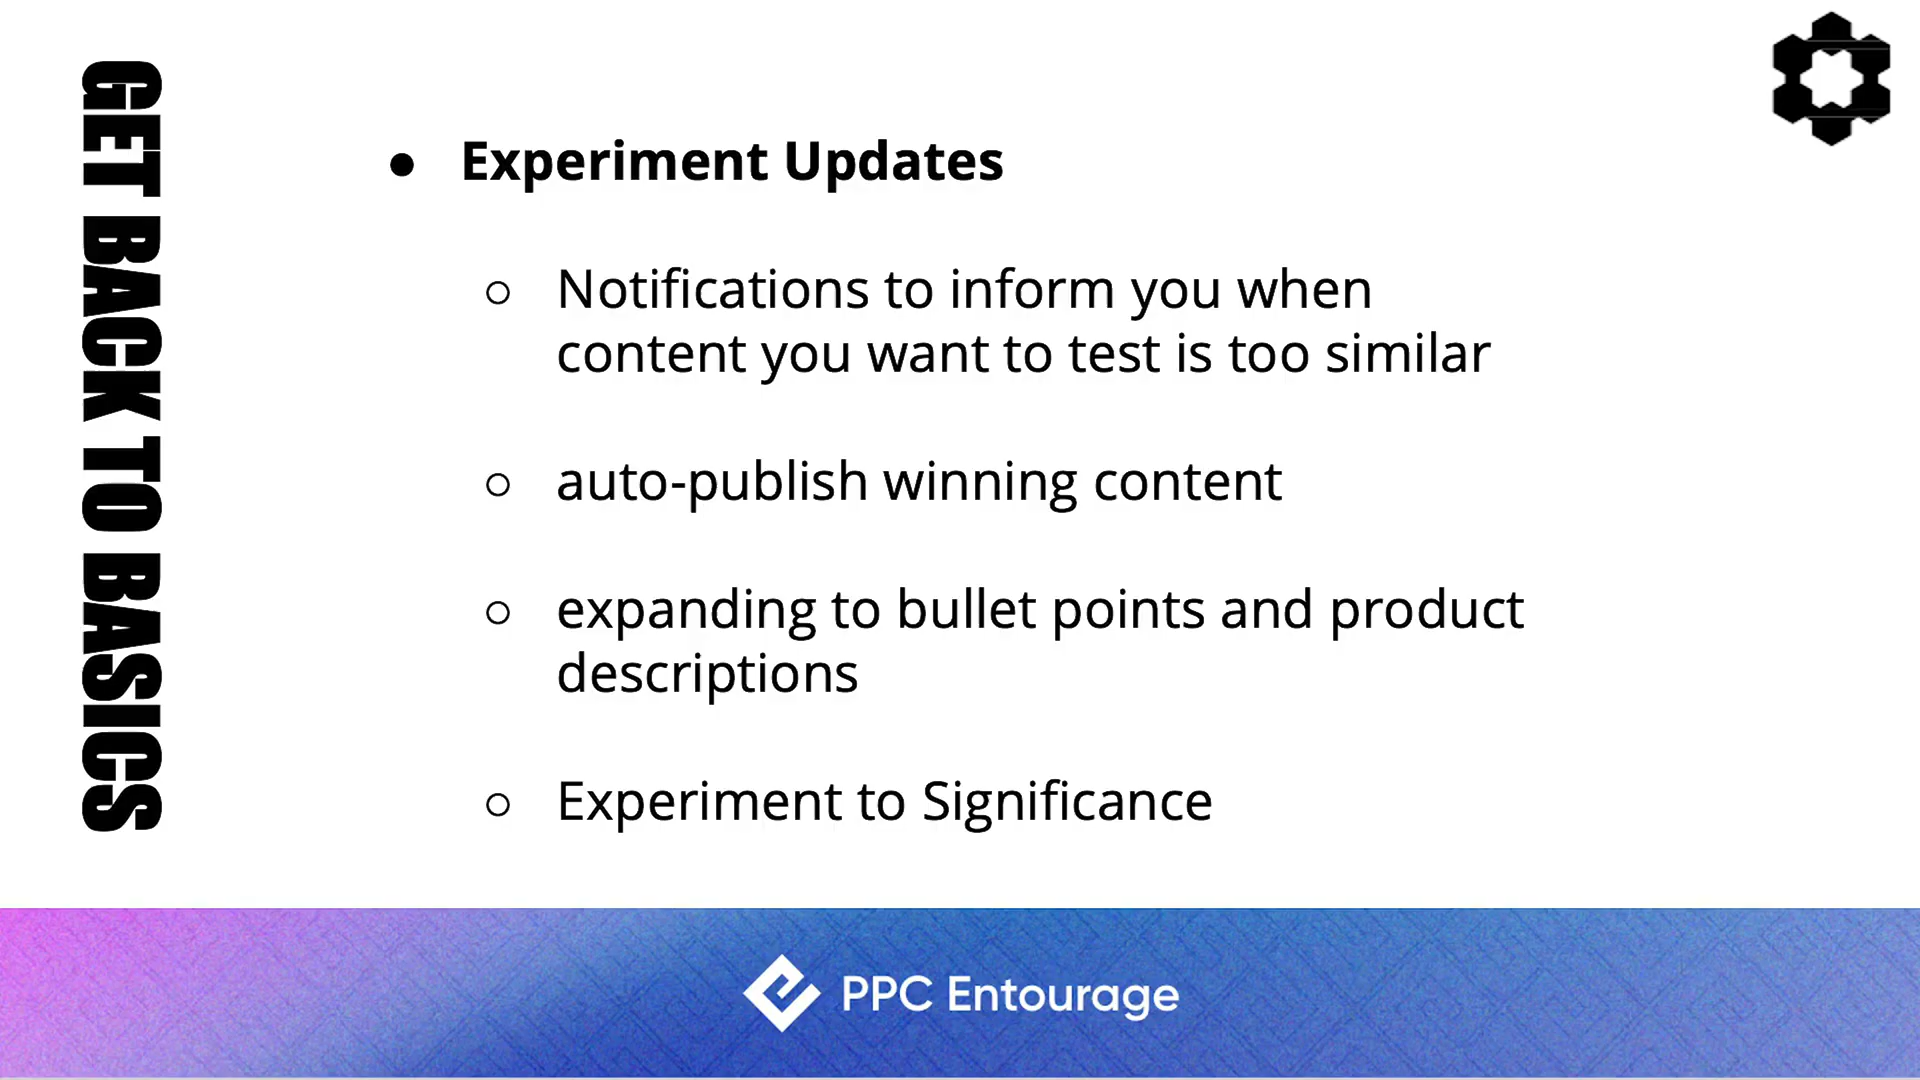 GET BACK TO BASICS
● Experiment Updates
○ Notifications to inform you when
content you want to test is too similar
○ auto-publish winning content
○ expanding to bullet points and product
descriptions
○ Experiment to Significance
PPC Entourage